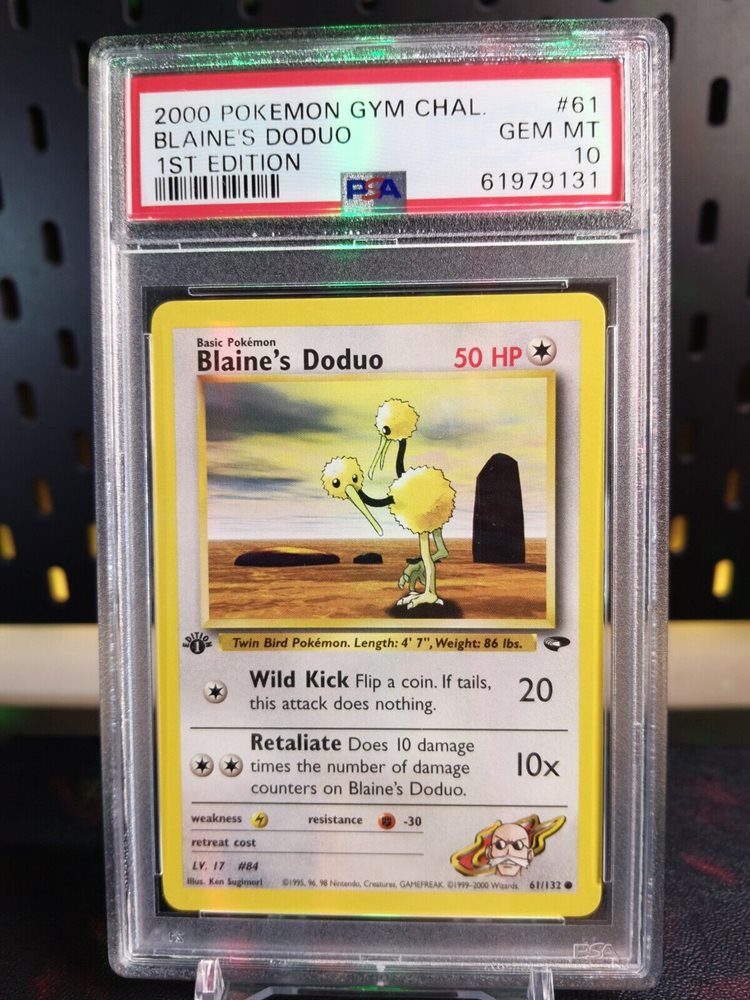 2000 POKEMON GYM CHAL. #61
BLAINE'S DODUO GEM MT
1ST EDITION 10
PSA 61979131
Basic Pokémon
Blaine's Doduo 50 HP
EDITION
1
Twin Bird Pokémon. Length: 4' 7", Weight: 86 lbs.
Wild Kick Flip a coin. If tails,
this attack does nothing. 20
Retaliate Does 10 damage
times the number of damage 10x
counters on Blaine's Doduo.
weakness resistance -30
retreat cost
LV. 17 #84
Illus. Ken Sugimori ©1995, 96, 98 Nintendo, Creatures, GAMEFREAK. ©1999-2000 Wizards. 61/132
PSA